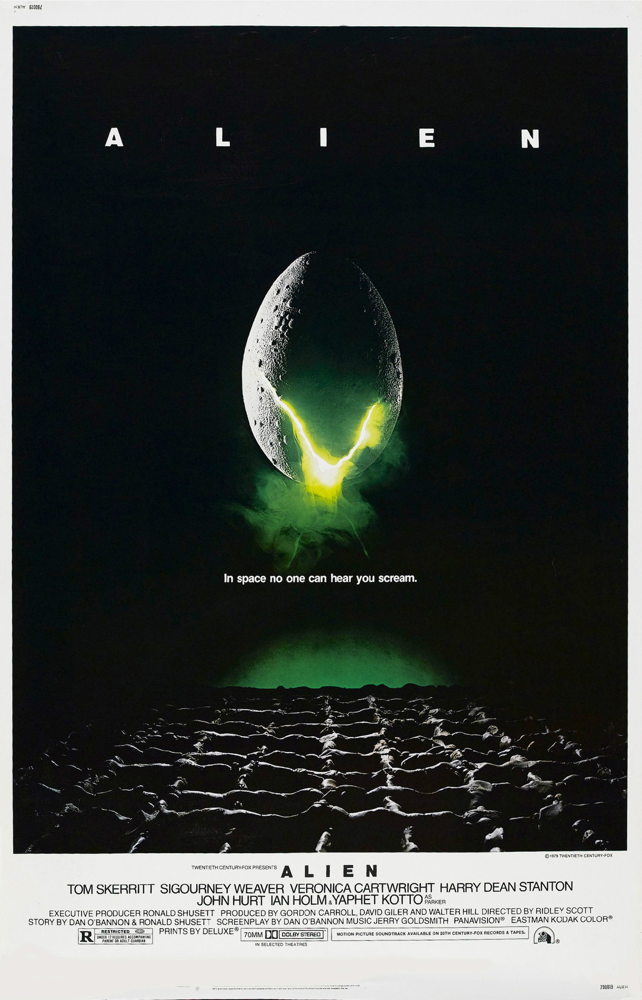 790019 ALIEN
A L I E N
In space no one can hear you scream.
©1979 TWENTIETH CENTURY-FOX
TWENTIETH CENTURY-FOX PRESENTS A L I E N
TOM SKERRITT SIGOURNEY WEAVER VERONICA CARTWRIGHT HARRY DEAN STANTON
JOHN HURT IAN HOLM & YAPHET KOTTO AS PARKER
EXECUTIVE PRODUCER RONALD SHUSETT PRODUCED BY GORDON CARROLL, DAVID GILER AND WALTER HILL DIRECTED BY RIDLEY SCOTT
STORY BY DAN O'BANNON & RONALD SHUSETT SCREENPLAY BY DAN O'BANNON MUSIC JERRY GOLDSMITH PANAVISION® EASTMAN KODAK COLOR®
PRINTS BY DELUXE®
R RESTRICTED
UNDER 17 REQUIRES ACCOMPANYING
PARENT OR ADULT GUARDIAN
70MM DOLBY STEREO
IN SELECTED THEATRES
MOTION PICTURE SOUNDTRACK AVAILABLE ON 20TH CENTURY-FOX RECORDS & TAPES.
®
790019 ALIEN